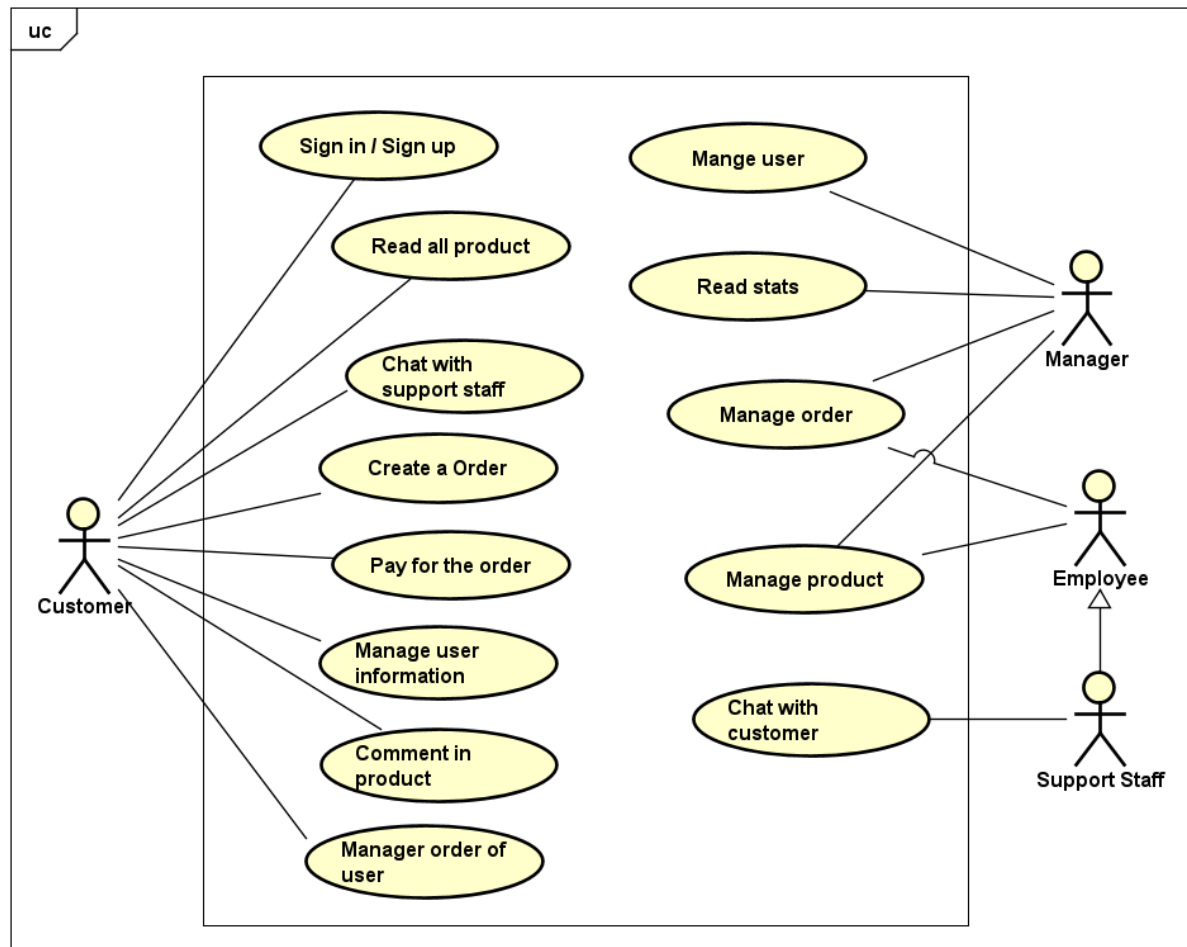 uc
Sign in / Sign up
Mange user
Read all product
Read stats
Manager
Chat with
support staff
Manage order
Create a Order
Customer
Pay for the order
Manage product
Employee
Manage user
information
Chat with
customer
Support Staff
Comment in
product
Manager order of
user